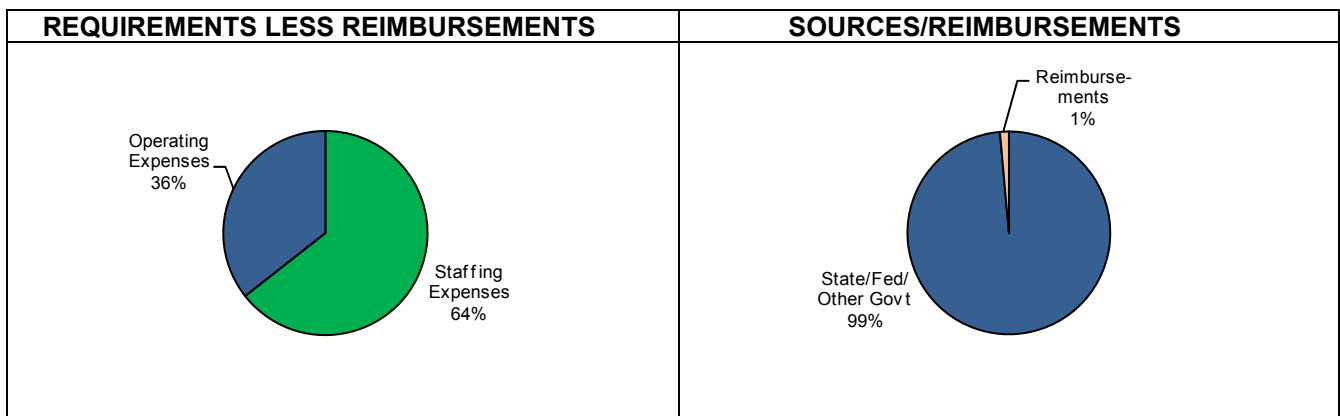 REQUIREMENTS LESS REIMBURSEMENTS
SOURCES/REIMBURSEMENTS
Operating
Expenses
36%
Staffing
Expenses
64%
Reimburse-
ments
1%
State/Fed/
Other Govt
99%